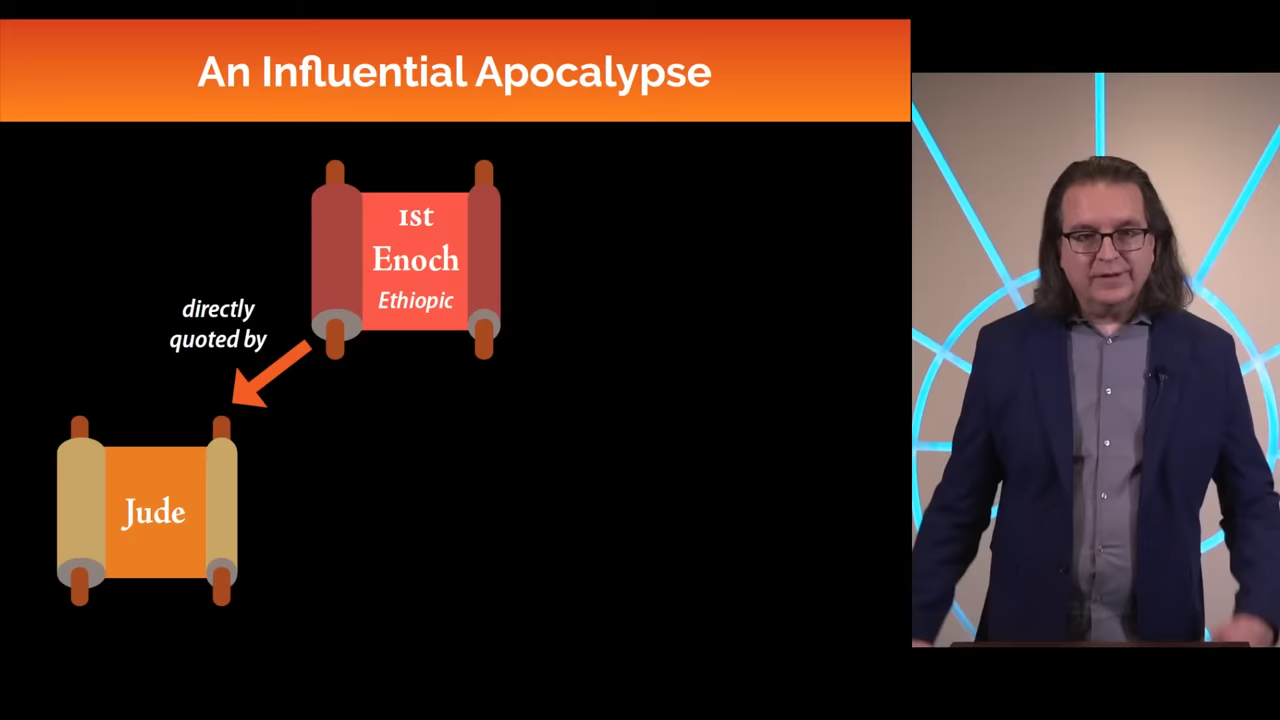 An Influential Apocalypse
1st
Enoch
Ethiopic
directly
quoted by
Jude